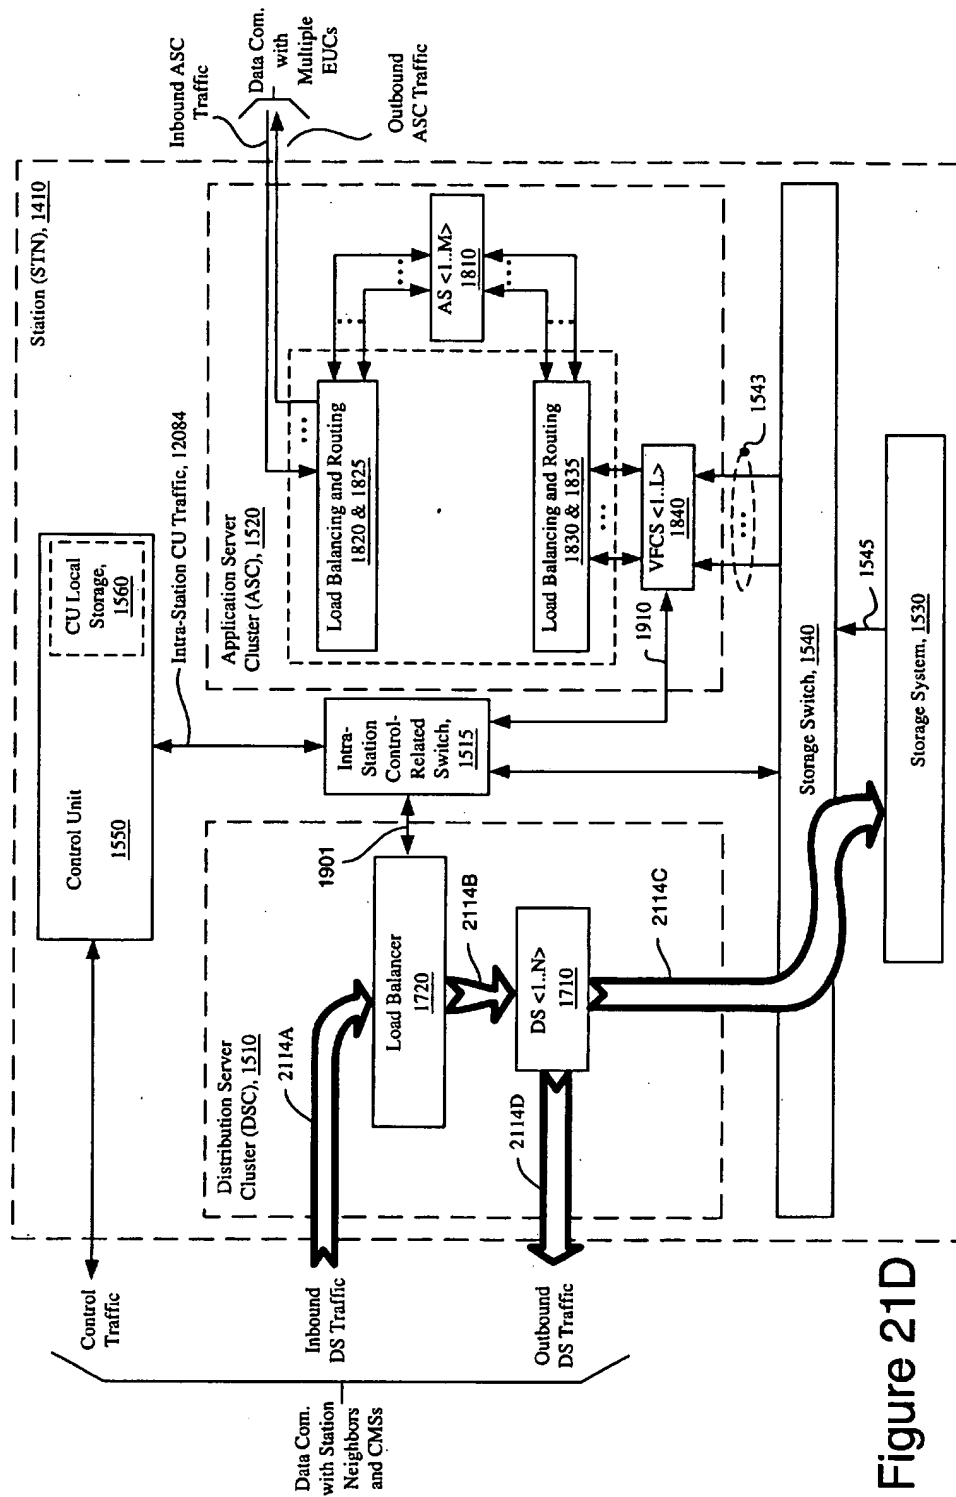 Station (STN), 1410
Control
Traffic
Control Unit
1550
CU Local
Storage,
1560
Intra-Station CU Traffic, 12084
Inbound ASC
Traffic
Data Com.
with
Multiple
EUCs
Outbound
ASC Traffic
Data Com.
with Station
Neighbors
and CMSs
Inbound
DS Traffic
Outbound
DS Traffic
Distribution Server
Cluster (DSC), 1510
2114A
Load Balancer
1720
1901
2114B
DS <1..N>
1710
2114C
2114D
Intra-
Station
Control-
Related
Switch,
1515
Application Server
Cluster (ASC), 1520
Load Balancing and Routing
1820 & 1825
AS <1..M>
1810
Load Balancing and Routing
1830 & 1835
1910
VFCS <1..L>
1840
1543
Storage Switch, 1540
1545
Storage System, 1530
Figure 21D